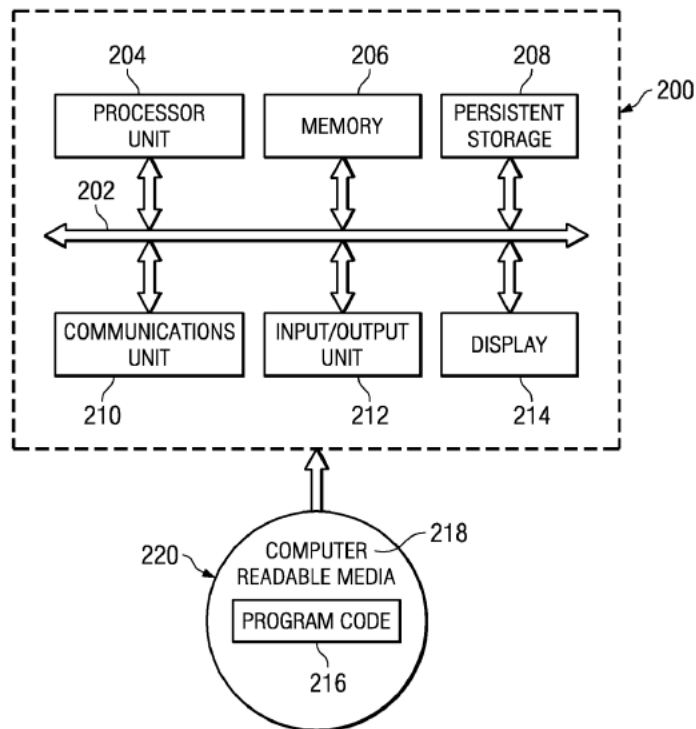 204
206
208
200
PROCESSOR
UNIT
MEMORY
PERSISTENT
STORAGE
202
COMMUNICATIONS
UNIT
INPUT/OUTPUT
UNIT
DISPLAY
210
212
214
218
220
COMPUTER
READABLE MEDIA
PROGRAM CODE
216